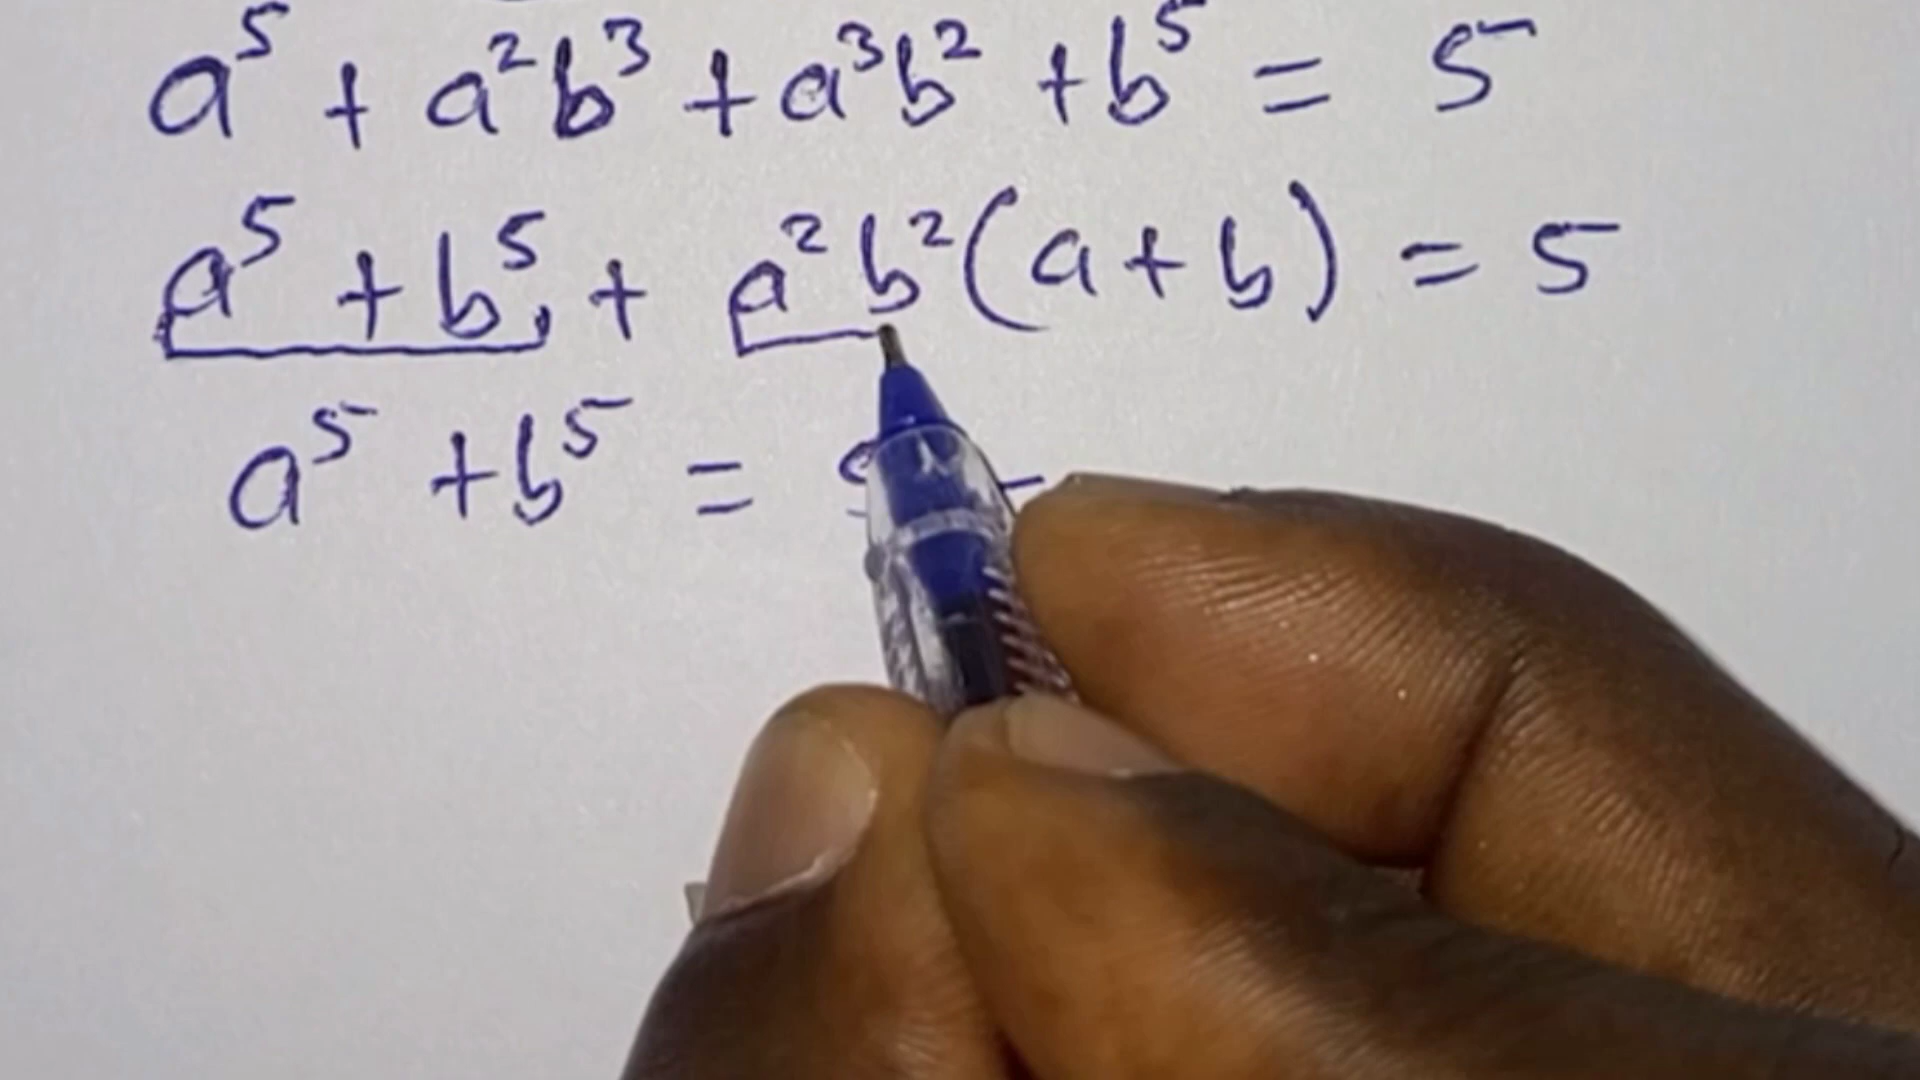 a⁵ + a²b³ + a³b² + b⁵ = 5
a⁵ + b⁵ + a²b²(a + b) = 5
a⁵ + b⁵ =